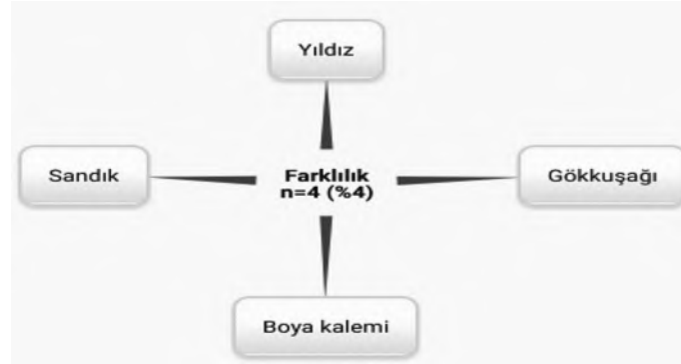 Yıldız
Sandık
Farklılık
n=4 (%4)
Gökkuşağı
Boya kalemi